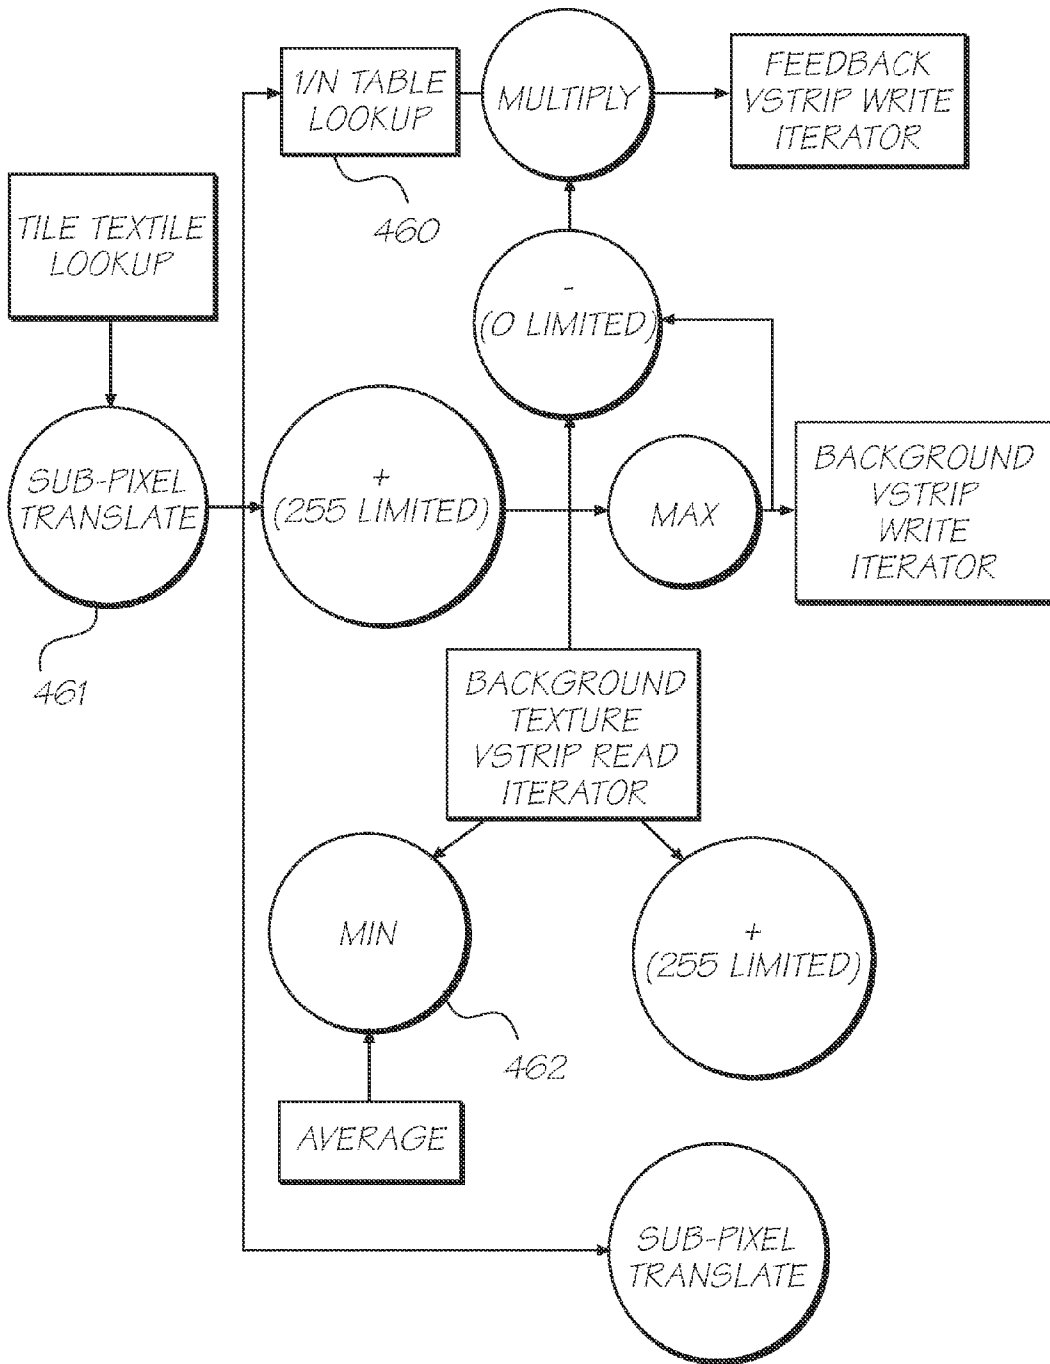 1/N TABLE
LOOKUP
MULTIPLY
FEEDBACK
VSTRIP WRITE
ITERATOR
460
TILE TEXTILE
LOOKUP
-
(0 LIMITED)
SUB-PIXEL
TRANSLATE
+
(255 LIMITED)
MAX
BACKGROUND
VSTRIP
WRITE
ITERATOR
461
BACKGROUND
TEXTURE
VSTRIP READ
ITERATOR
MIN
+
(255 LIMITED)
462
AVERAGE
SUB-PIXEL
TRANSLATE